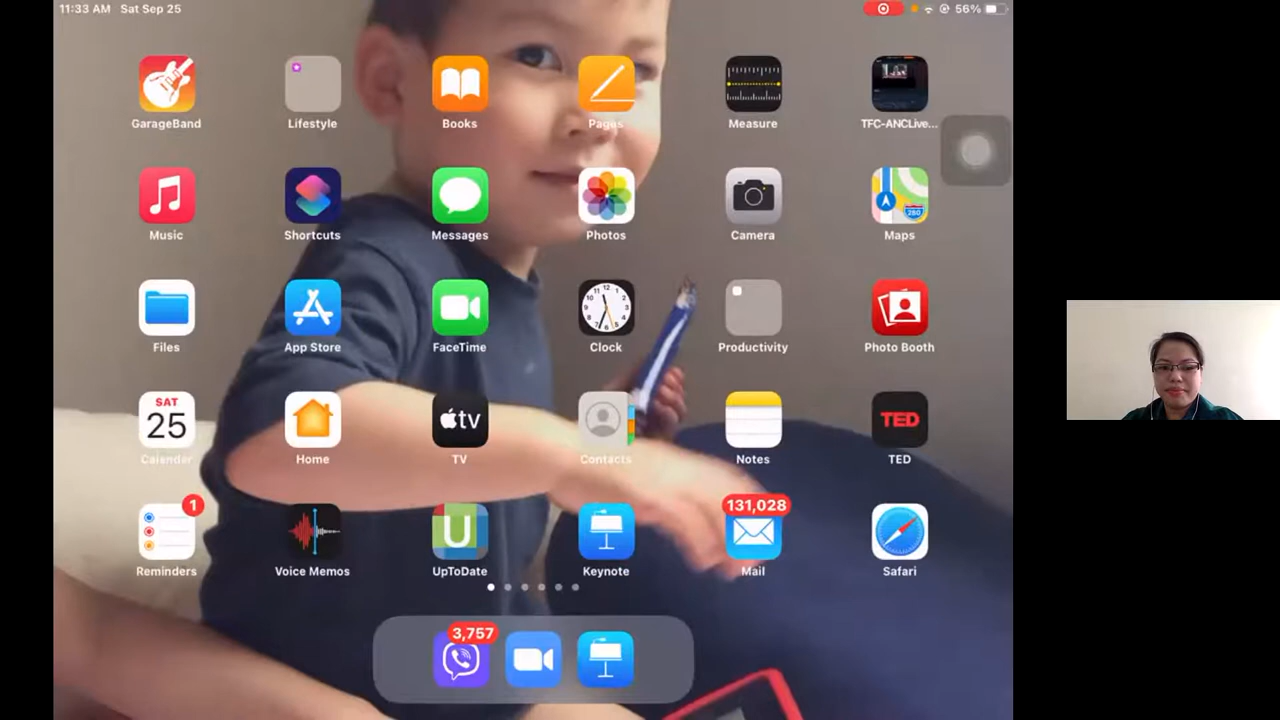 11:33 AM Sat Sep 25
56%
GarageBand
Lifestyle
Books
Pages
Measure
TFC-ANCLive...
Music
Shortcuts
Messages
Photos
Camera
280
Maps
Files
App Store
FaceTime
Clock
Productivity
Photo Booth
SAT
25
tv
TED
Calendar
Home
TV
Contacts
Notes
TED
1
131,028
U
Reminders
Voice Memos
UpToDate
Keynote
Mail
Safari
3,757